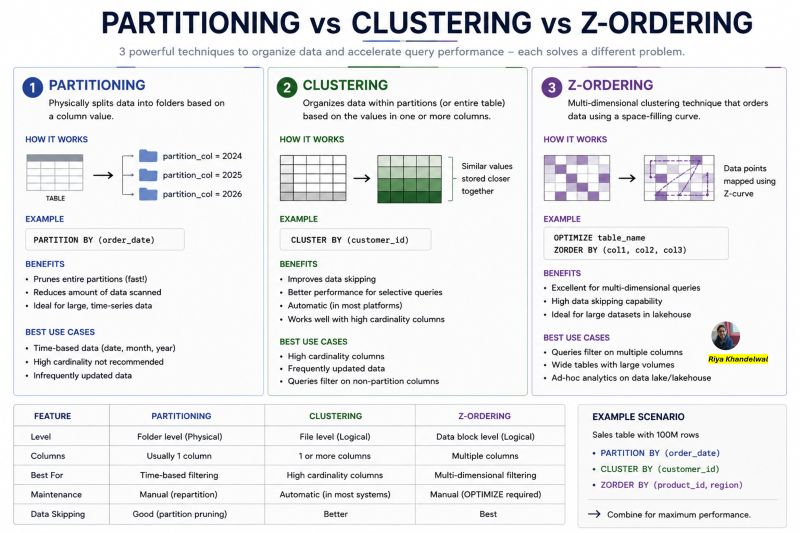 PARTITIONING vs CLUSTERING vs Z-ORDERING
3 powerful techniques to organize data and accelerate query performance – each solves a different problem.
1 PARTITIONING
Physically splits data into folders based on
a column value.
HOW IT WORKS
TABLE
partition_col = 2024
partition_col = 2025
partition_col = 2026
EXAMPLE
PARTITION BY (order_date)
BENEFITS
• Prunes entire partitions (fast!)
• Reduces amount of data scanned
• Ideal for large, time-series data
BEST USE CASES
• Time-based data (date, month, year)
• High cardinality not recommended
• Infrequently updated data
2 CLUSTERING
Organizes data within partitions (or entire table)
based on the values in one or more columns.
HOW IT WORKS
Similar values
stored closer
together
EXAMPLE
CLUSTER BY (customer_id)
BENEFITS
• Improves data skipping
• Better performance for selective queries
• Automatic (in most platforms)
• Works well with high cardinality columns
BEST USE CASES
• High cardinality columns
• Frequently updated data
• Queries filter on non-partition columns
3 Z-ORDERING
Multi-dimensional clustering technique that orders
data using a space-filling curve.
HOW IT WORKS
Data points
mapped using
Z-curve
EXAMPLE
OPTIMIZE table_name
ZORDER BY (col1, col2, col3)
BENEFITS
• Excellent for multi-dimensional queries
• High data skipping capability
• Ideal for large datasets in lakehouse
BEST USE CASES
• Queries filter on multiple columns
• Wide tables with large volumes
• Ad-hoc analytics on data lake/lakehouse
Riya Khandelwal
FEATURE PARTITIONING CLUSTERING Z-ORDERING
Level Folder level (Physical) File level (Logical) Data block level (Logical)
Columns Usually 1 column 1 or more columns Multiple columns
Best For Time-based filtering High cardinality columns Multi-dimensional filtering
Maintenance Manual (repartition) Automatic (in most systems) Manual (OPTIMIZE required)
Data Skipping Good (partition pruning) Better Best
EXAMPLE SCENARIO
Sales table with 100M rows
• PARTITION BY (order_date)
• CLUSTER BY (customer_id)
• ZORDER BY (product_id, region)
→ Combine for maximum performance.